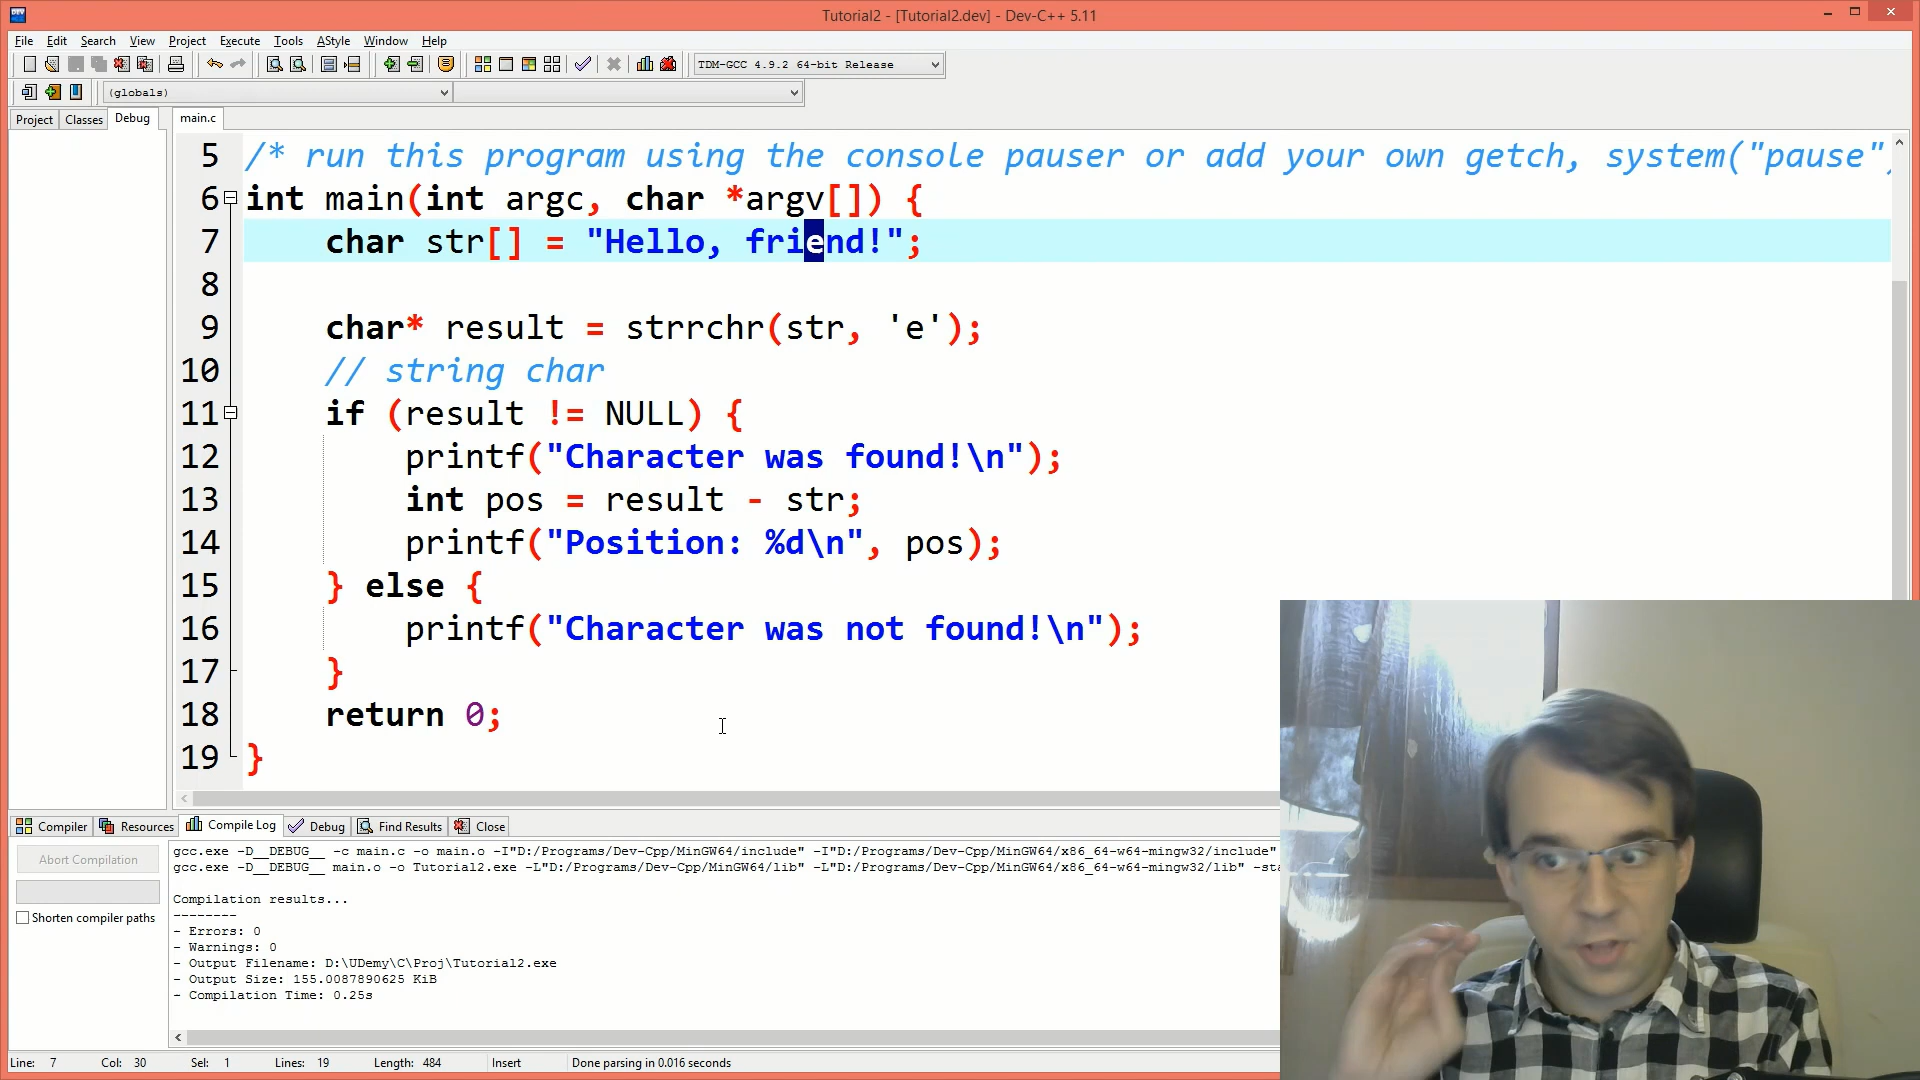 Tutorial2 - [Tutorial2.dev] - Dev-C++ 5.11
File Edit Search View Project Execute Tools AStyle Window Help
TDM-GCC 4.9.2 64-bit Release
(globals)
Project Classes Debug main.c
5 /* run this program using the console pauser or add your own getch, system("pause")
6 int main(int argc, char *argv[]) {
7 char str[] = "Hello, friend!";
8
9 char* result = strrchr(str, 'e');
10 // string char
11 if (result != NULL) {
12 printf("Character was found!\n");
13 int pos = result - str;
14 printf("Position: %d\n", pos);
15 } else {
16 printf("Character was not found!\n");
17 }
18 return 0;
19 }
Compiler Resources Compile Log Debug Find Results Close
Abort Compilation
Shorten compiler paths
gcc.exe -D__DEBUG__ -c main.c -o main.o -I"D:/Programs/Dev-Cpp/MinGW64/include" -I"D:/Programs/Dev-Cpp/MinGW64/x86_64-w64-mingw32/include"
gcc.exe -D__DEBUG__ main.o -o Tutorial2.exe -L"D:/Programs/Dev-Cpp/MinGW64/lib" -L"D:/Programs/Dev-Cpp/MinGW64/x86_64-w64-mingw32/lib" -sta
Compilation results...
--------
- Errors: 0
- Warnings: 0
- Output Filename: D:\UDemy\C\Proj\Tutorial2.exe
- Output Size: 155.0087890625 KiB
- Compilation Time: 0.25s
Line: 7 Col: 30 Sel: 1 Lines: 19 Length: 484 Insert Done parsing in 0.016 seconds